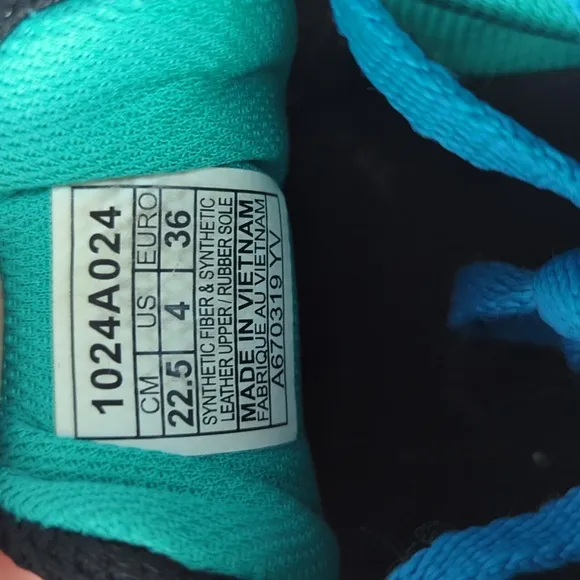 1024A024
CM US EURO
22.5 4 36
SYNTHETIC FIBER & SYNTHETIC
LEATHER UPPER / RUBBER SOLE
MADE IN VIETNAM
FABRIQUE AU VIETNAM
A670319 YV